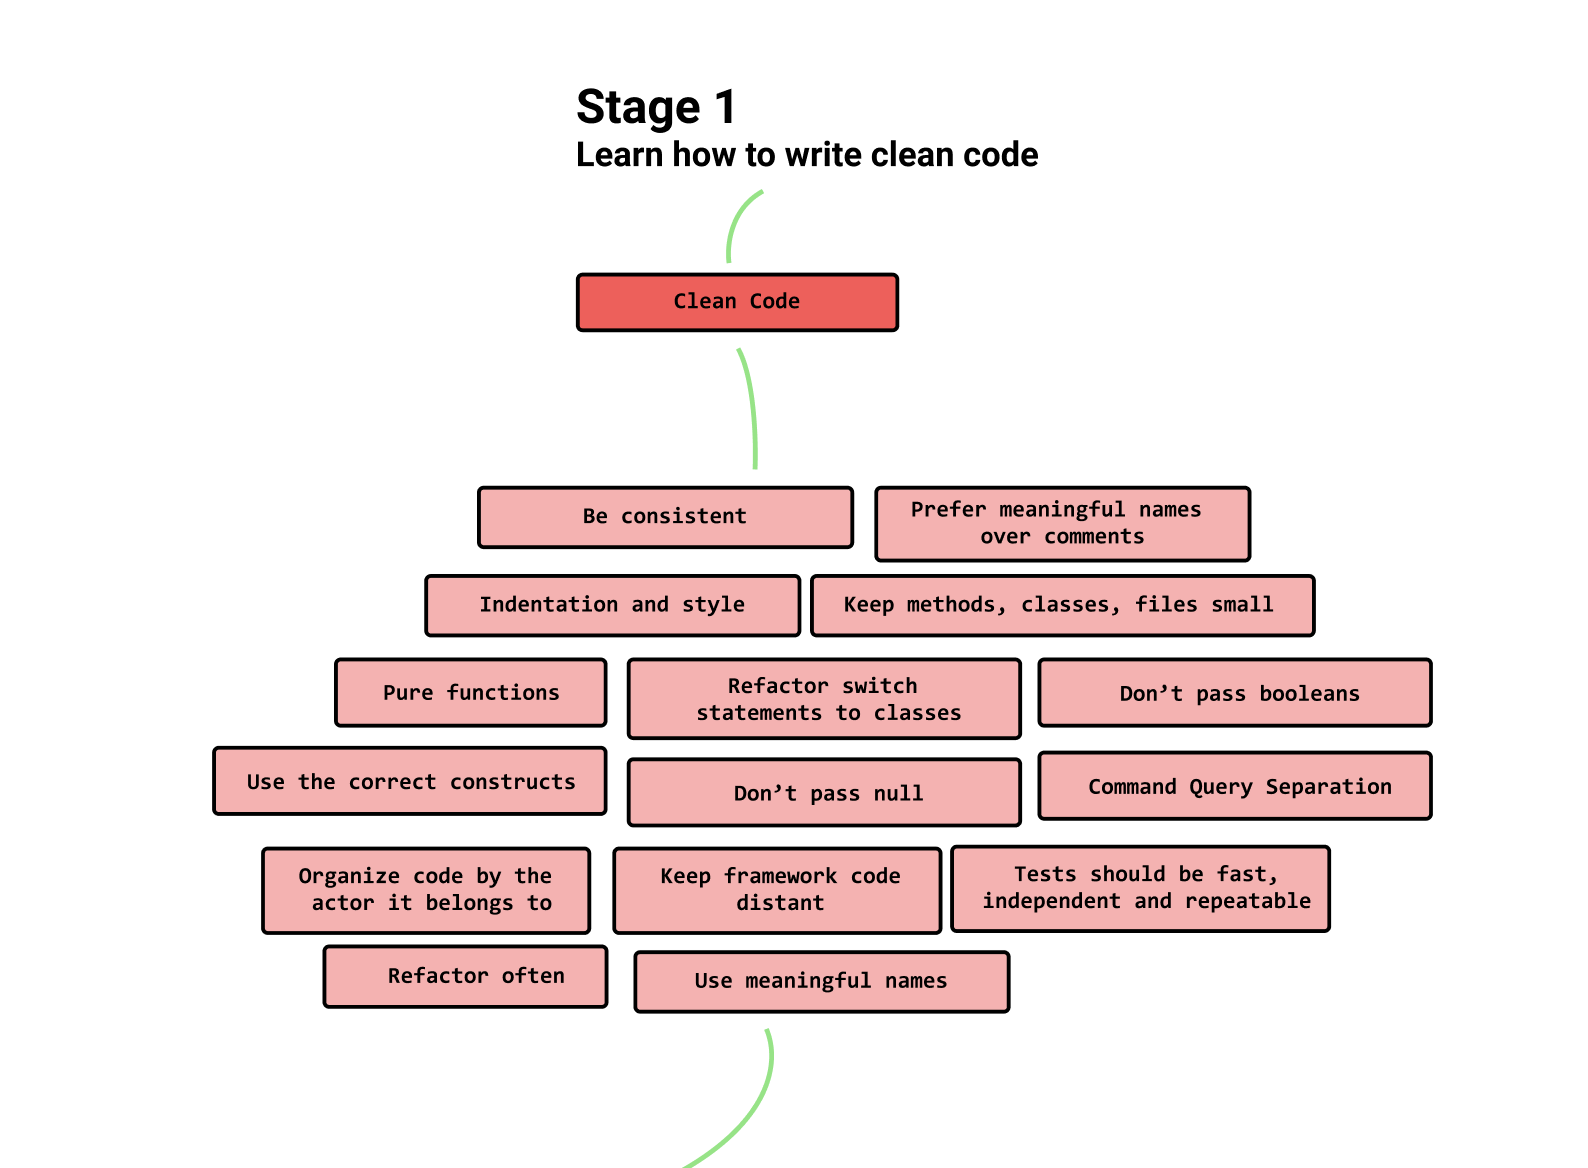 Stage 1
Learn how to write clean code
Clean Code
Be consistent
Prefer meaningful names
over comments
Indentation and style
Keep methods, classes, files small
Pure functions
Refactor switch
statements to classes
Don’t pass booleans
Use the correct constructs
Don’t pass null
Command Query Separation
Organize code by the
actor it belongs to
Keep framework code
distant
Tests should be fast,
independent and repeatable
Refactor often
Use meaningful names